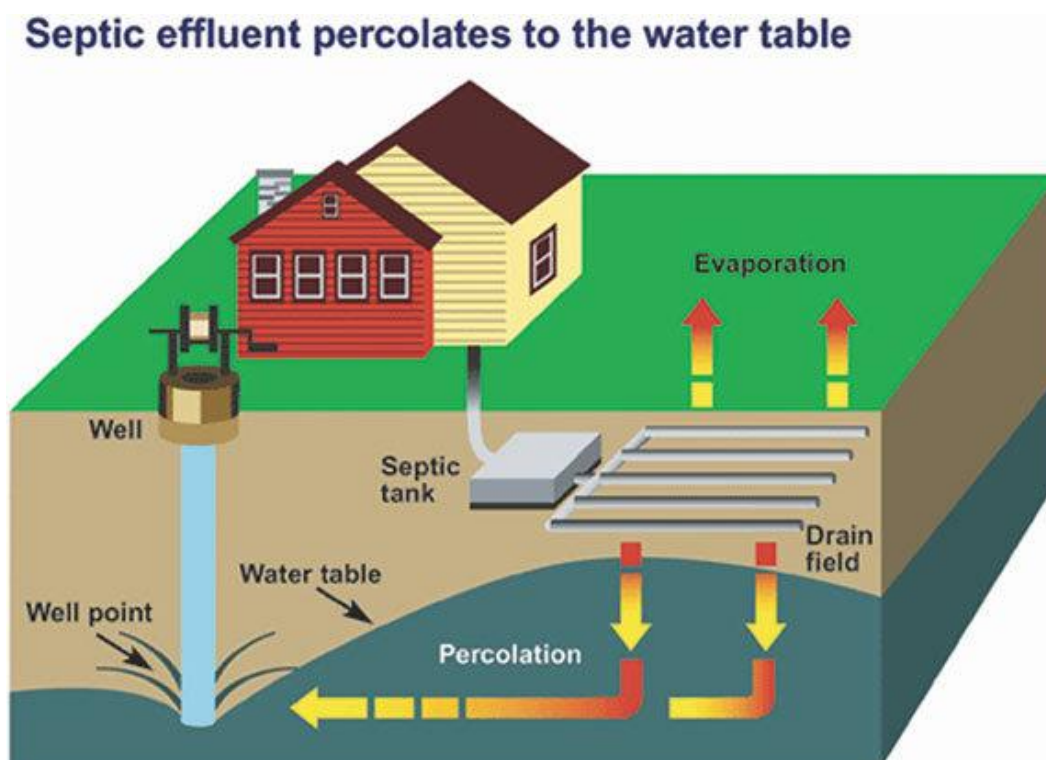 Septic effluent percolates to the water table
Evaporation
Well
Septic
tank
Drain
field
Water table
Well point
Percolation